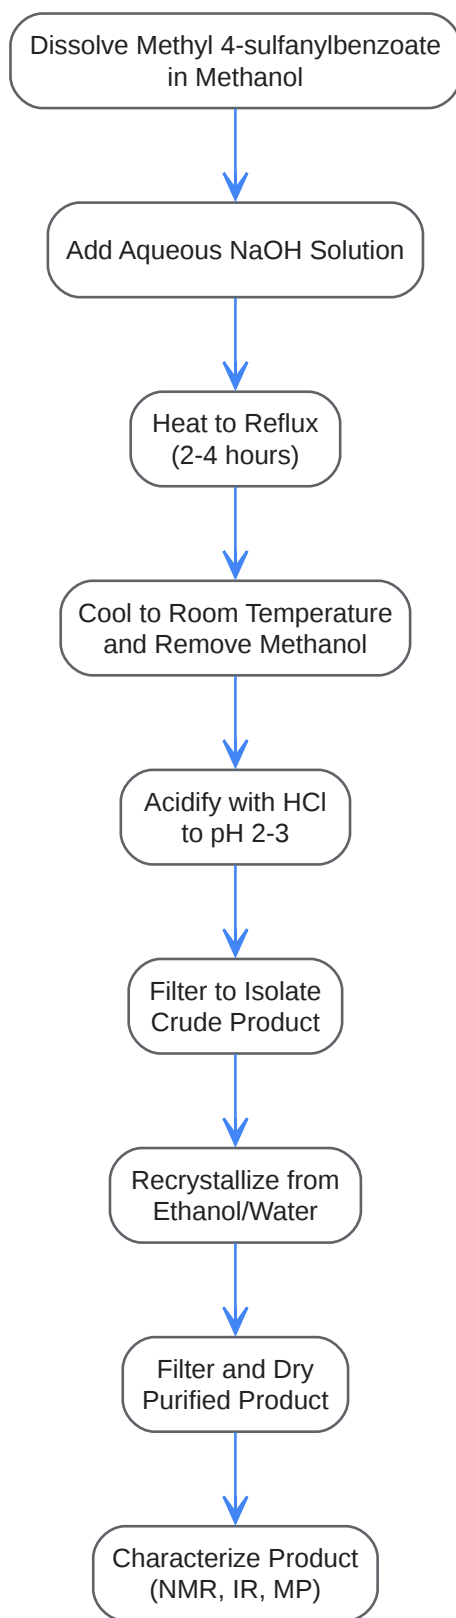 Dissolve Methyl 4-sulfanylbenzoate
in Methanol
Add Aqueous NaOH Solution
Heat to Reflux
(2-4 hours)
Cool to Room Temperature
and Remove Methanol
Acidify with HCl
to pH 2-3
Filter to Isolate
Crude Product
Recrystallize from
Ethanol/Water
Filter and Dry
Purified Product
Characterize Product
(NMR, IR, MP)